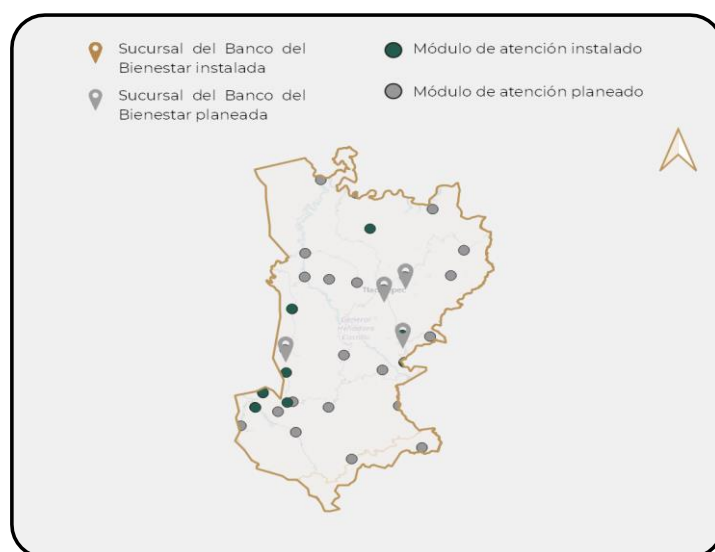 Sucursal del Banco del
Bienestar instalada
Sucursal del Banco del
Bienestar planeada
Módulo de atención instalado
Módulo de atención planeado